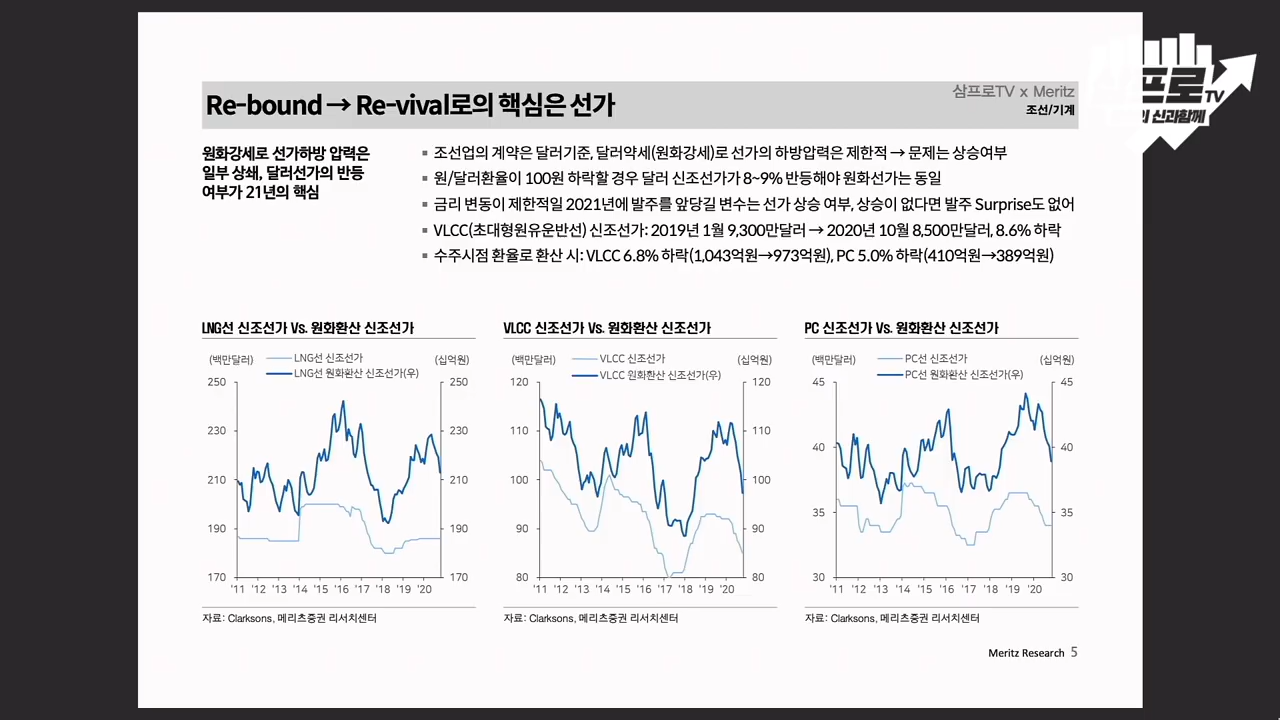 Re-bound → Re-vival로의 핵심은 선가
삼프로TV x Meritz
조선/기계
프로TV
의 신과함께
원화강세로 선가하방 압력은
일부 상쇄, 달러선가의 반등
여부가 21년의 핵심
▪ 조선업의 계약은 달러기준, 달러약세(원화강세)로 선가의 하방압력은 제한적 → 문제는 상승여부
▪ 원/달러환율이 100원 하락할 경우 달러 신조선가가 8~9% 반등해야 원화선가는 동일
▪ 금리 변동이 제한적일 2021년에 발주를 앞당길 변수는 선가 상승 여부, 상승이 없다면 발주 Surprise도 없어
▪ VLCC(초대형원유운반선) 신조선가: 2019년 1월 9,300만달러 → 2020년 10월 8,500만달러, 8.6% 하락
▪ 수주시점 환율로 환산 시: VLCC 6.8% 하락(1,043억원→973억원), PC 5.0% 하락(410억원→389억원)
LNG선 신조선가 Vs. 원화환산 신조선가
(백만달러)
LNG선 신조선가
LNG선 원화환산 신조선가(우)
(십억원)
250 250
230 230
210 210
190 190
170 170
'11 '12 '13 '14 '15 '16 '17 '18 '19 '20
자료: Clarksons, 메리츠증권 리서치센터
VLCC 신조선가 Vs. 원화환산 신조선가
(백만달러)
VLCC 신조선가
VLCC 원화환산 신조선가(우)
(십억원)
120 120
110 110
100 100
90 90
80 80
'11 '12 '13 '14 '15 '16 '17 '18 '19 '20
자료: Clarksons, 메리츠증권 리서치센터
PC 신조선가 Vs. 원화환산 신조선가
(백만달러)
PC선 신조선가
PC선 원화환산 신조선가(우)
(십억원)
45 45
40 40
35 35
30 30
'11 '12 '13 '14 '15 '16 '17 '18 '19 '20
자료: Clarksons, 메리츠증권 리서치센터
Meritz Research 5